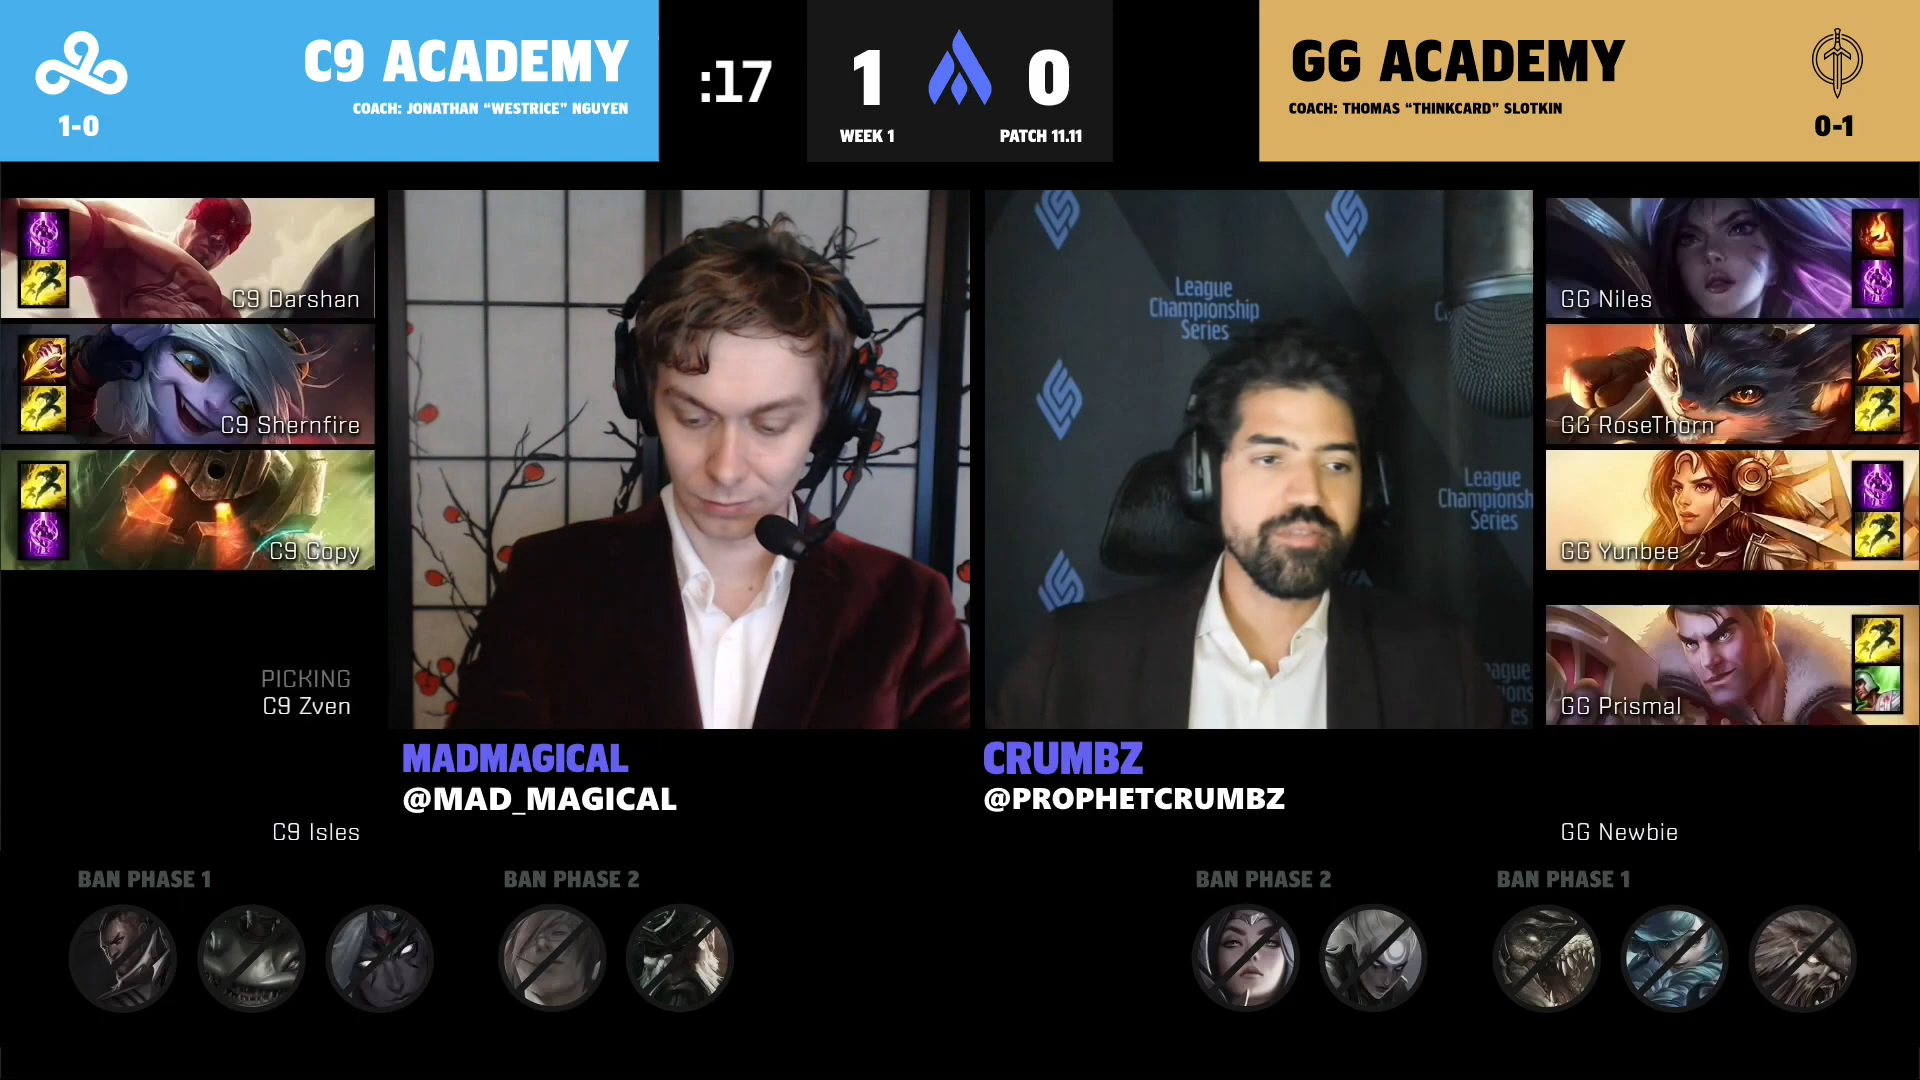 C9 ACADEMY
COACH: JONATHAN “WESTRICE” NGUYEN
1-0
:17
1 0
WEEK 1 PATCH 11.11
GG ACADEMY
COACH: THOMAS “THINKCARD” SLOTKIN
0-1
C9 Darshan
C9 Shernfire
C9 Copy
PICKING
C9 Zven
C9 Isles
League
Championship
Series
League
Championsh
Series
GG Niles
GG RoseThorn
GG Yunbee
GG Prismal
GG Newbie
MADMAGICAL
@MAD_MAGICAL
CRUMBZ
@PROPHETCRUMBZ
BAN PHASE 1
BAN PHASE 2
BAN PHASE 2
BAN PHASE 1